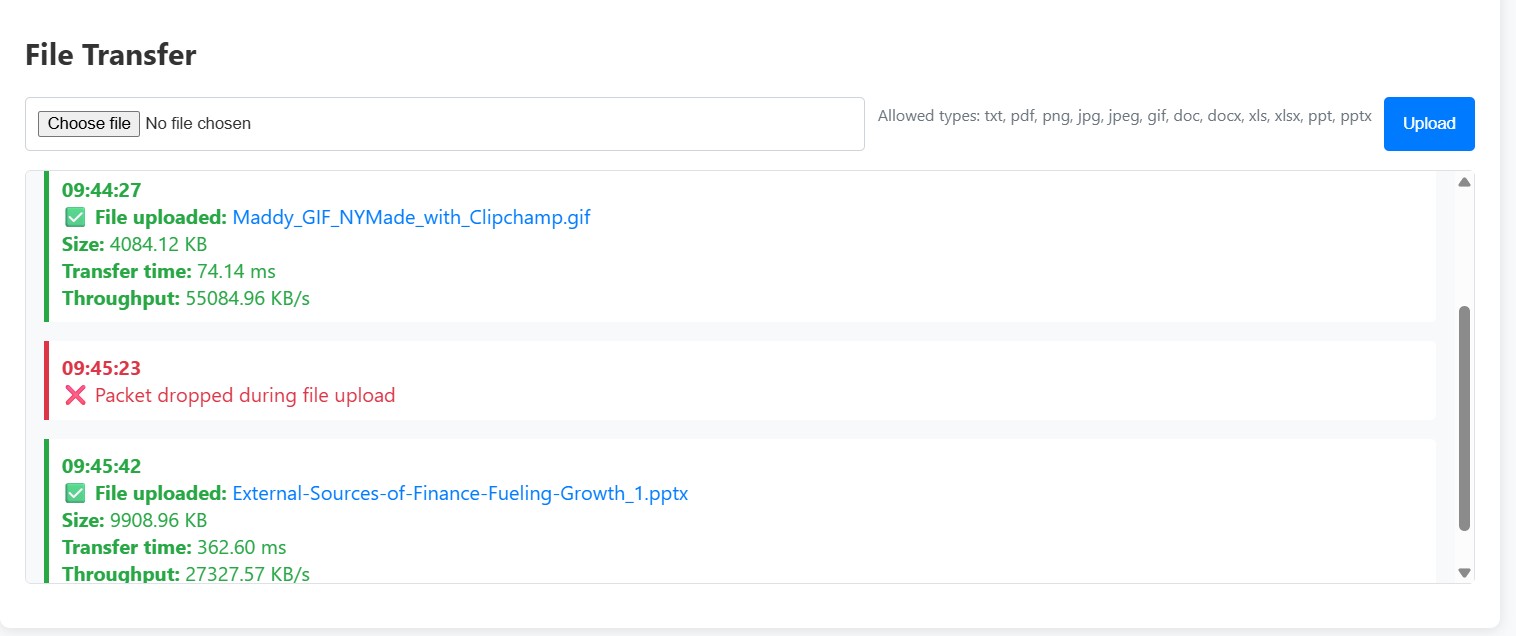 File Transfer
Choose file No file chosen
Allowed types: txt, pdf, png, jpg, jpeg, gif, doc, docx, xls, xlsx, ppt, pptx
Upload
09:44:27
✅ File uploaded: Maddy_GIF_NYMade_with_Clipchamp.gif
Size: 4084.12 KB
Transfer time: 74.14 ms
Throughput: 55084.96 KB/s
09:45:23
❌ Packet dropped during file upload
09:45:42
✅ File uploaded: External-Sources-of-Finance-Fueling-Growth_1.pptx
Size: 9908.96 KB
Transfer time: 362.60 ms
Throughput: 27327.57 KB/s